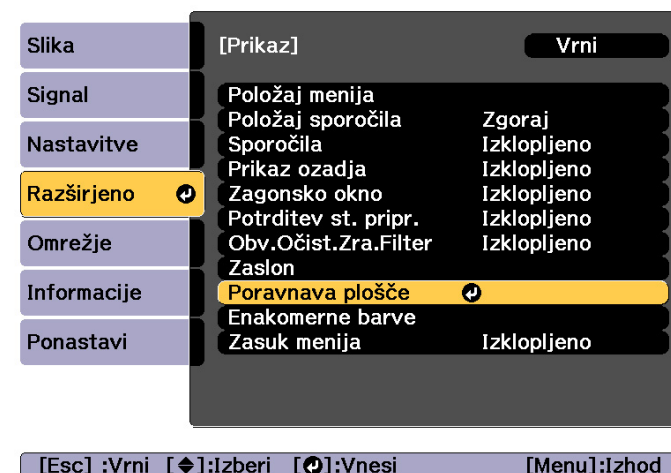 Slika
Signal
Nastavitve
Razširjeno
Omrežje
Informacije
Ponastavi
[Prikaz] Vrni
Položaj menija
Položaj sporočila Zgoraj
Sporočila Izklopljeno
Prikaz ozadja Izklopljeno
Zagonsko okno Izklopljeno
Potrditev st. pripr. Izklopljeno
Obv.Očist.Zra.Filter Izklopljeno
Zaslon
Poravnava plošče
Enakomerne barve
Zasuk menija Izklopljeno
[Esc] :Vrni [◆]:Izberi [⏎]:Vnesi [Menu]:Izhod